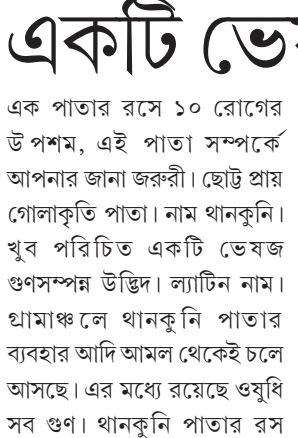 একটি ভে
এক পাতার রসে ১০ রোগের
উপশম, এই পাতা সম্পর্কে
আপনার জানা জরুরী। ছোট্ট প্রায়
গোলাকৃতি পাতা। নাম থানকুনি।
খুব পরিচিত একটি ভেষজ
গুণসম্পন্ন উদ্ভিদ। ল্যাটিন নাম।
গ্রামাঞ্চলে থানকুনি পাতার
ব্যবহার আদি আমল থেকেই চলে
আসছে। এর মধ্যে রয়েছে ওষুধি
সব গুণ। থানকুনি পাতার রস